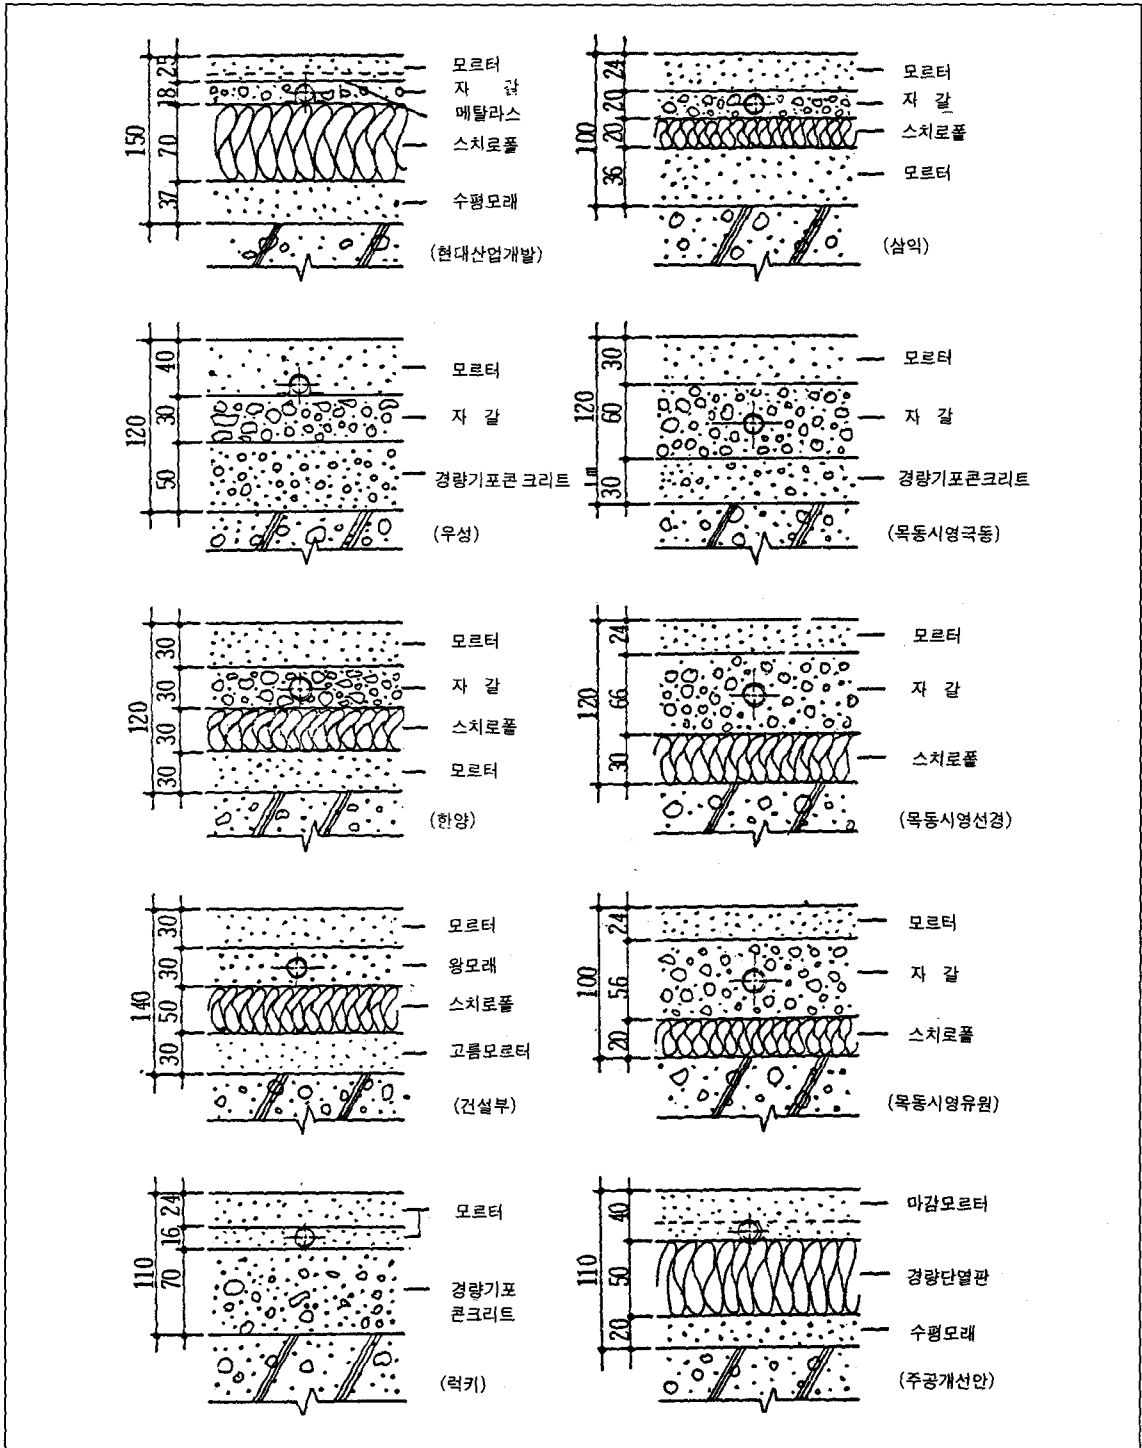 150
25
18
70
37
모르터
자 갈
메탈라스
스치로폴
수평모래
(현대산업개발)
100
24
20
20
36
모르터
자 갈
스치로폴
모르터
(삼익)
120
40
30
50
모르터
자 갈
경량기포콘크리트
(우성)
120
30
60
30
모르터
자 갈
경량기포콘크리트
(목동시영극동)
120
30
30
30
30
모르터
자 갈
스치로폴
모르터
(한양)
120
24
66
30
모르터
자 갈
스치로폴
(목동시영선경)
140
30
30
50
30
모르터
왕모래
스치로폴
고름모르터
(건설부)
100
24
56
20
모르터
자 갈
스치로폴
(목동시영유원)
110
24
16
70
모르터
경량기포
콘크리트
(럭키)
110
40
50
20
마감모르터
경량단열판
수평모래
(주공개선안)